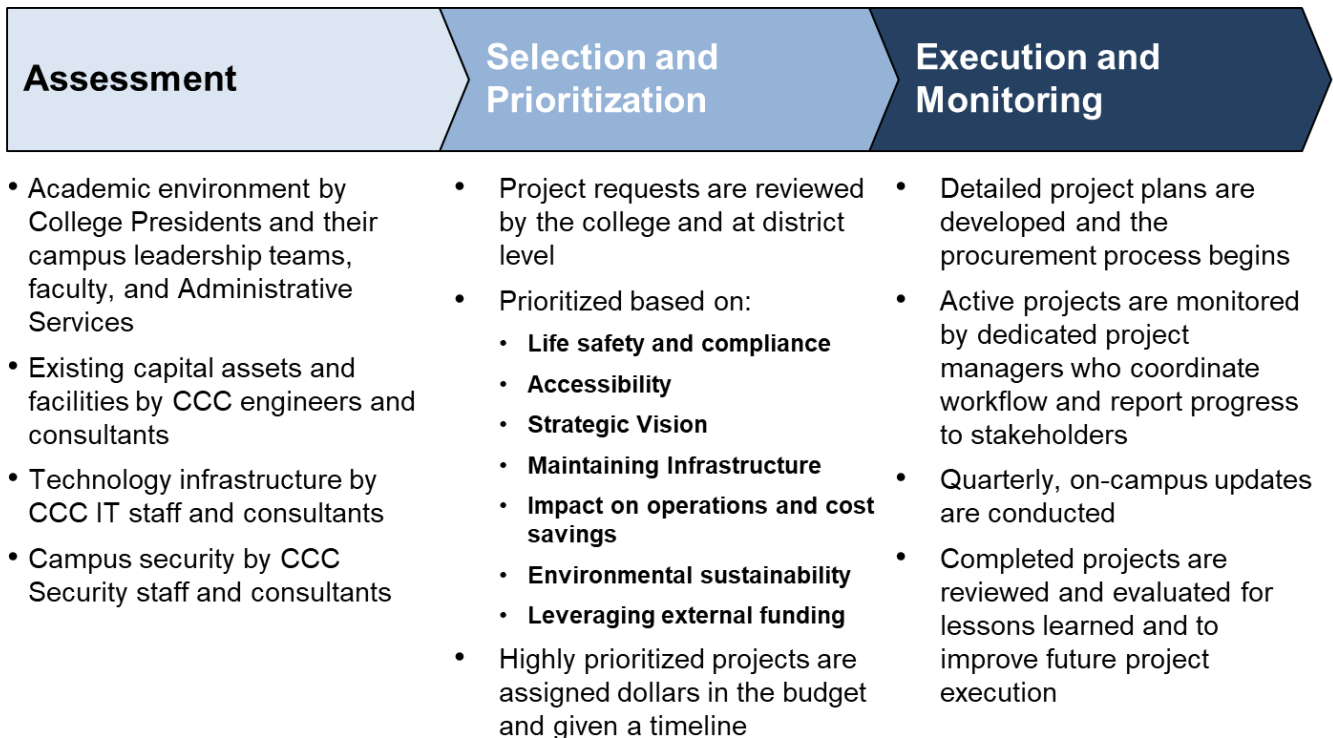 Assessment
• Academic environment by
College Presidents and their
campus leadership teams,
faculty, and Administrative
Services
• Existing capital assets and
facilities by CCC engineers and
consultants
• Technology infrastructure by
CCC IT staff and consultants
• Campus security by CCC
Security staff and consultants
Selection and
Prioritization
• Project requests are reviewed
by the college and at district
level
• Prioritized based on:
• Life safety and compliance
• Accessibility
• Strategic Vision
• Maintaining Infrastructure
• Impact on operations and cost
savings
• Environmental sustainability
• Leveraging external funding
• Highly prioritized projects are
assigned dollars in the budget
and given a timeline
Execution and
Monitoring
• Detailed project plans are
developed and the
procurement process begins
• Active projects are monitored
by dedicated project
managers who coordinate
workflow and report progress
to stakeholders
• Quarterly, on-campus updates
are conducted
• Completed projects are
reviewed and evaluated for
lessons learned and to
improve future project
execution